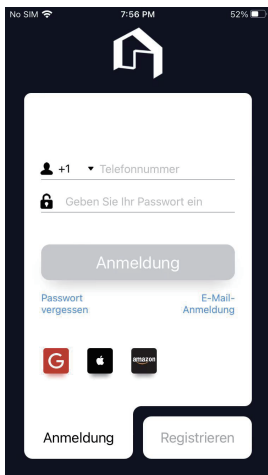 No SIM 7:56 PM 52%
+1 Telefonnummer
Geben Sie Ihr Passwort ein
Anmeldung
Passwort
vergessen
E-Mail-
Anmeldung
G amazon
Anmeldung Registrieren